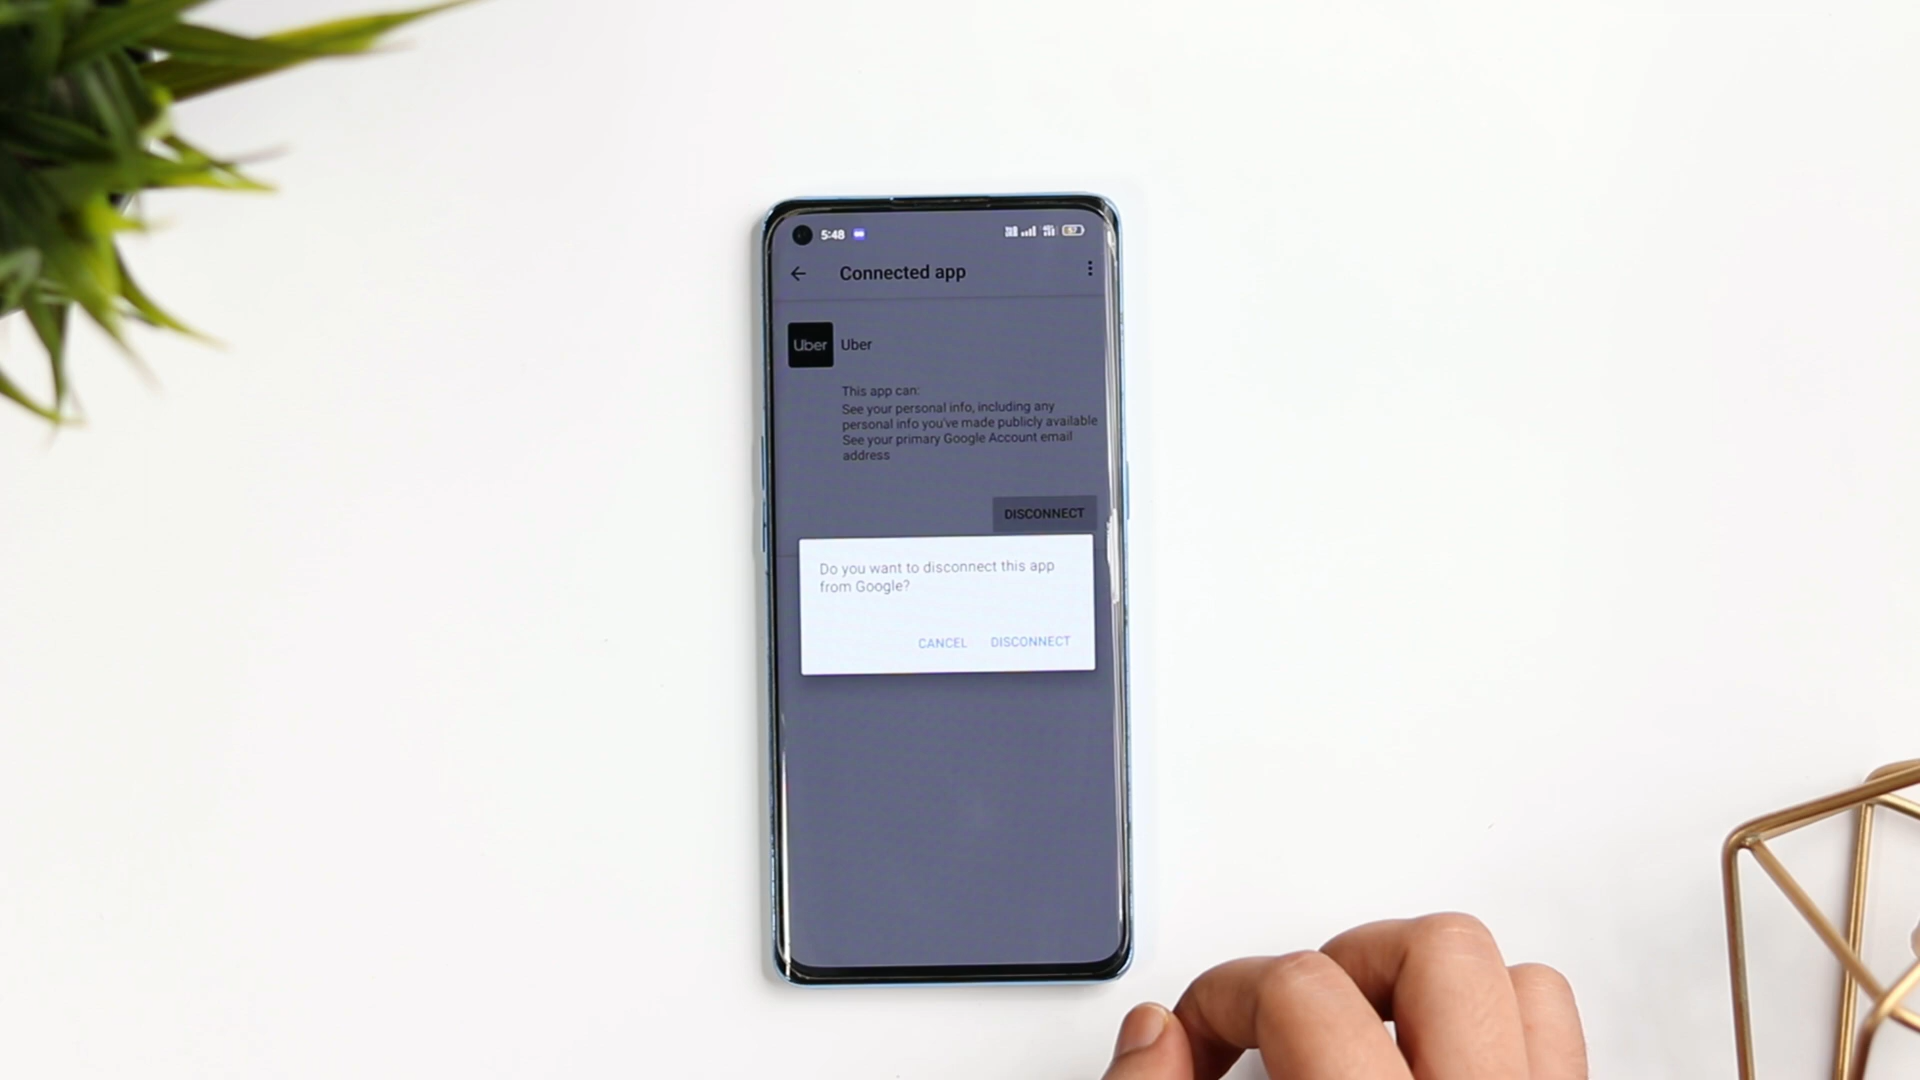 5:48
57
Connected app
Uber
Uber
This app can:
See your personal info, including any
personal info you've made publicly available
See your primary Google Account email
address
DISCONNECT
Do you want to disconnect this app
from Google?
CANCEL
DISCONNECT